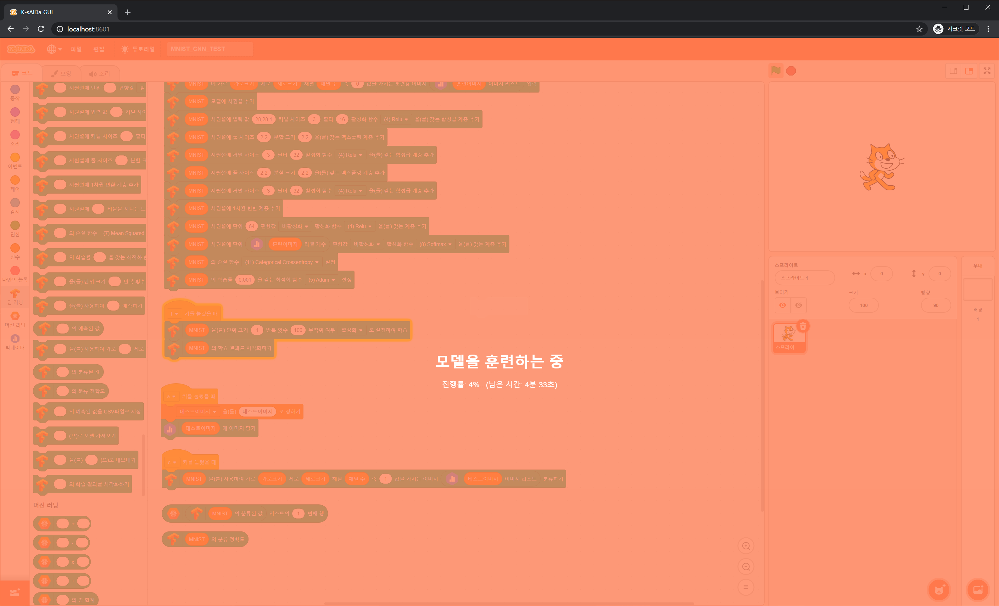 K-sAiDa GUI
localhost:8601
시크릿 모드
K-SAIDA
파일
편집
튜토리얼
MNIST_CNN_TEST
코드
모양
소리
동작
형태
소리
이벤트
제어
감지
연산
변수
나만의 블록
딥 러닝
머신 러닝
빅데이터
시퀀셜에 단위 편향값 활
시퀀셜에 입력 값 커널 사이
시퀀셜에 커널 사이즈 필터
시퀀셜에 풀 사이즈 분할 크
시퀀셜에 1차원 변환 계층 추가
시퀀셜에 비율을 지니는 드
의 손실 함수 (7) Mean Squared
의 학습률 을 갖는 최적화 함
을(를) 단위 크기 반복 횟수
을(를) 사용하여 예측하기
의 예측된 값
을(를) 사용하여 가로 세로
의 분류된 값
의 분류 정확도
의 예측된 값을 CSV파일로 저장
(으)로 모델 가져오기
을(를) (으)로 내보내기
의 학습 결과를 시각화하기
머신 러닝
+
-
x
÷
의 총 합계
MNIST 에 가로 가로크기 세로 세로크기 채널 채널 수 축 0 값을 가지는 훈련용 이미지 훈련이미지 이미지 리스트 입력
MNIST 모델에 시퀀셜 추가
MNIST 시퀀셜에 입력 값 28,28,1 커널 사이즈 3 필터 16 활성화 함수 (4) Relu 을(를) 갖는 합성곱 계층 추가
MNIST 시퀀셜에 풀 사이즈 2,2 분할 크기 2,2 을(를) 갖는 맥스풀링 계층 추가
MNIST 시퀀셜에 커널 사이즈 3 필터 32 활성화 함수 (4) Relu 을(를) 갖는 합성곱 계층 추가
MNIST 시퀀셜에 풀 사이즈 2,2 분할 크기 2,2 을(를) 갖는 맥스풀링 계층 추가
MNIST 시퀀셜에 커널 사이즈 3 필터 32 활성화 함수 (4) Relu 을(를) 갖는 합성곱 계층 추가
MNIST 시퀀셜에 1차원 변환 계층 추가
MNIST 시퀀셜에 단위 64 편향값 비활성화 활성화 함수 (4) Relu 을(를) 갖는 계층 추가
MNIST 시퀀셜에 단위 훈련이미지 라벨 개수 편향값 비활성화 활성화 함수 (8) Softmax 을(를) 갖는 계층 추가
MNIST 의 손실 함수 (11) Categorical Crossentropy 설정
MNIST 의 학습률 0.001 을 갖는 최적화 함수 (5) Adam 설정
키를 눌렀을 때
MNIST 을(를) 단위 크기 1 반복 횟수 100 무작위 여부 활성화 로 설정하여 학습
MNIST 의 학습 결과를 시각화하기
모델을 훈련하는 중
진행률: 4%...(남은 시간: 4분 33초)
a 키를 눌렀을 때
테스트이미지 을(를) 테스트이미지 로 정하기
테스트이미지 에 이미지 담기
c 키를 눌렀을 때
MNIST 을(를) 사용하여 가로 가로크기 세로 세로크기 채널 채널 수 축 1 값을 가지는 이미지 테스트이미지 이미지 리스트 분류하기
MNIST 의 분류된 값 리스트의 1 번째 행
MNIST 의 분류 정확도
스프라이트
스프라이트 1
x 0
y 0
보이기
크기
100
방향
90
스프라이...
무대
배경
1